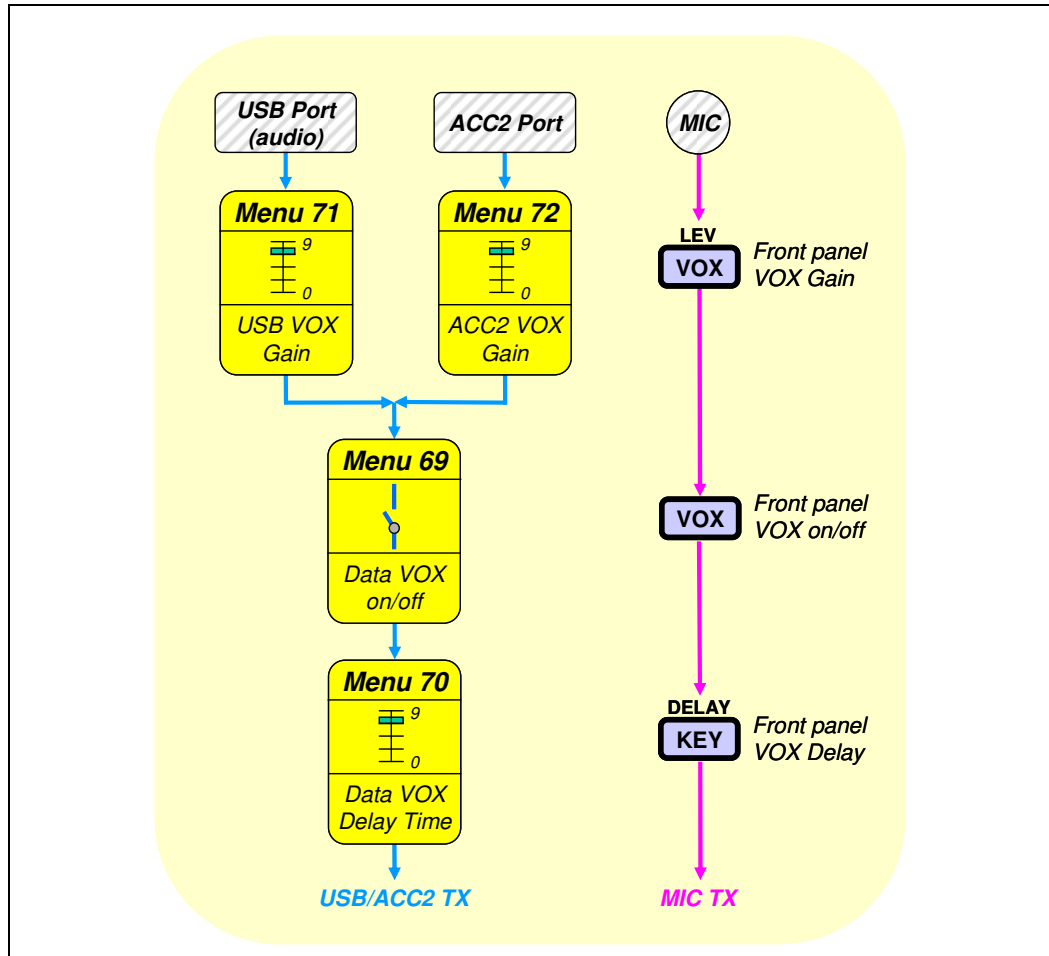 USB Port
(audio)
ACC2 Port
MIC
Menu 71
9
0
USB VOX
Gain
Menu 72
9
0
ACC2 VOX
Gain
LEV
VOX
Front panel
VOX Gain
Menu 69
Data VOX
on/off
VOX
Front panel
VOX on/off
Menu 70
9
0
Data VOX
Delay Time
DELAY
KEY
Front panel
VOX Delay
USB/ACC2 TX
MIC TX